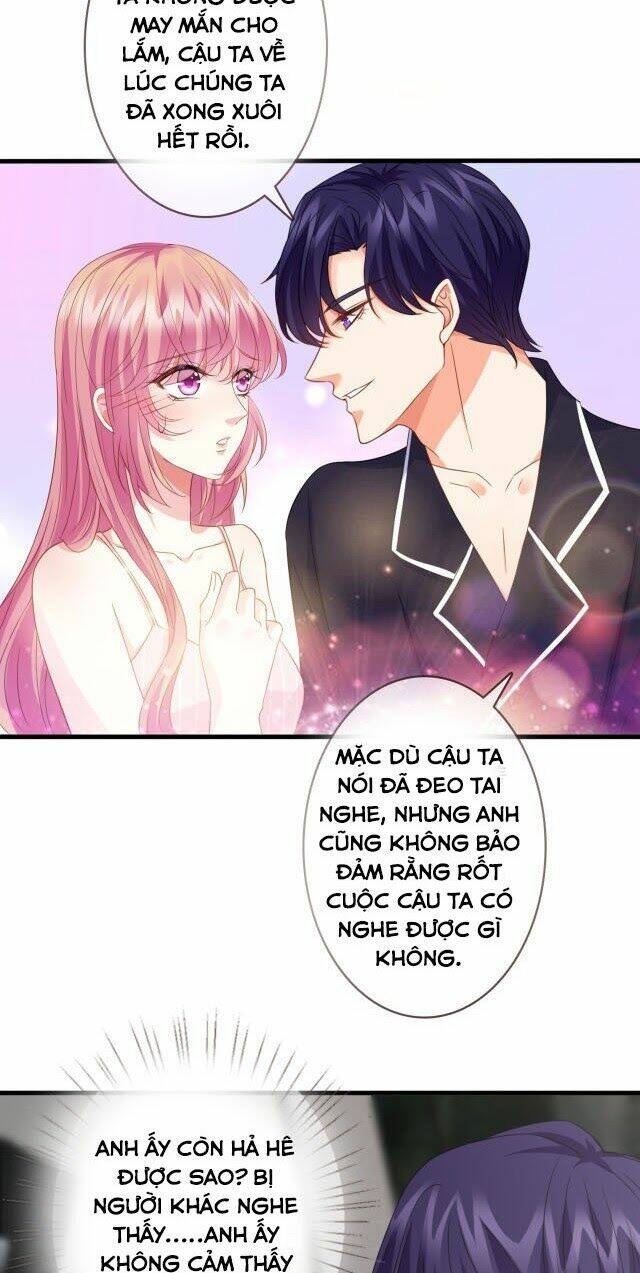 TA KHÔNG ĐƯỢC
MAY MẮN CHO
LẮM, CẬU TA VỀ
LÚC CHÚNG TA
ĐÃ XONG XUÔI
HẾT RỒI.
MẶC DÙ CẬU TA
NÓI ĐÃ ĐEO TAI
NGHE, NHƯNG ANH
CŨNG KHÔNG BẢO
ĐẢM RẰNG RỐT
CUỘC CẬU TA CÓ
NGHE ĐƯỢC GÌ
KHÔNG.
ANH ẤY CÒN HẢ HÊ
ĐƯỢC SAO? BỊ
NGƯỜI KHÁC NGHE
THẤY.....ANH ẤY
KHÔNG CẢM THẤY